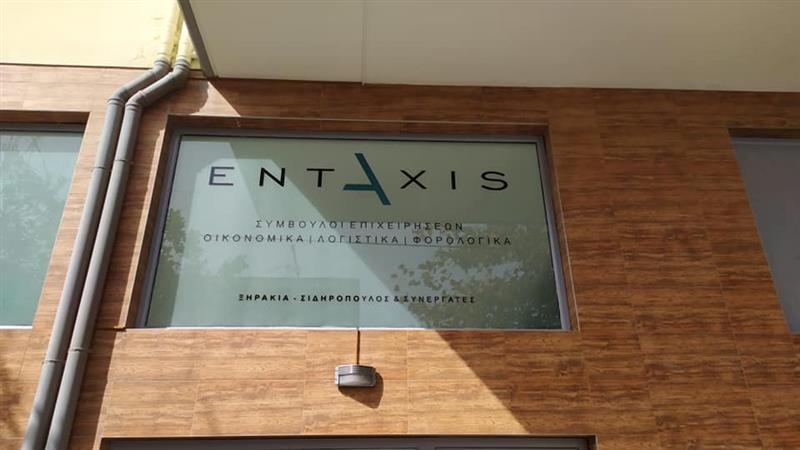 ENTAXIS
ΣΥΜΒΟΥΛΟΙ ΕΠΙΧΕΙΡΗΣΕΩΝ
ΟΙΚΟΝΟΜΙΚΑ | ΛΟΓΙΣΤΙΚΑ | ΦΟΡΟΛΟΓΙΚΑ
ΞΗΡΑΚΙΑ - ΣΙΔΗΡΟΠΟΥΛΟΣ & ΣΥΝΕΡΓΑΤΕΣ